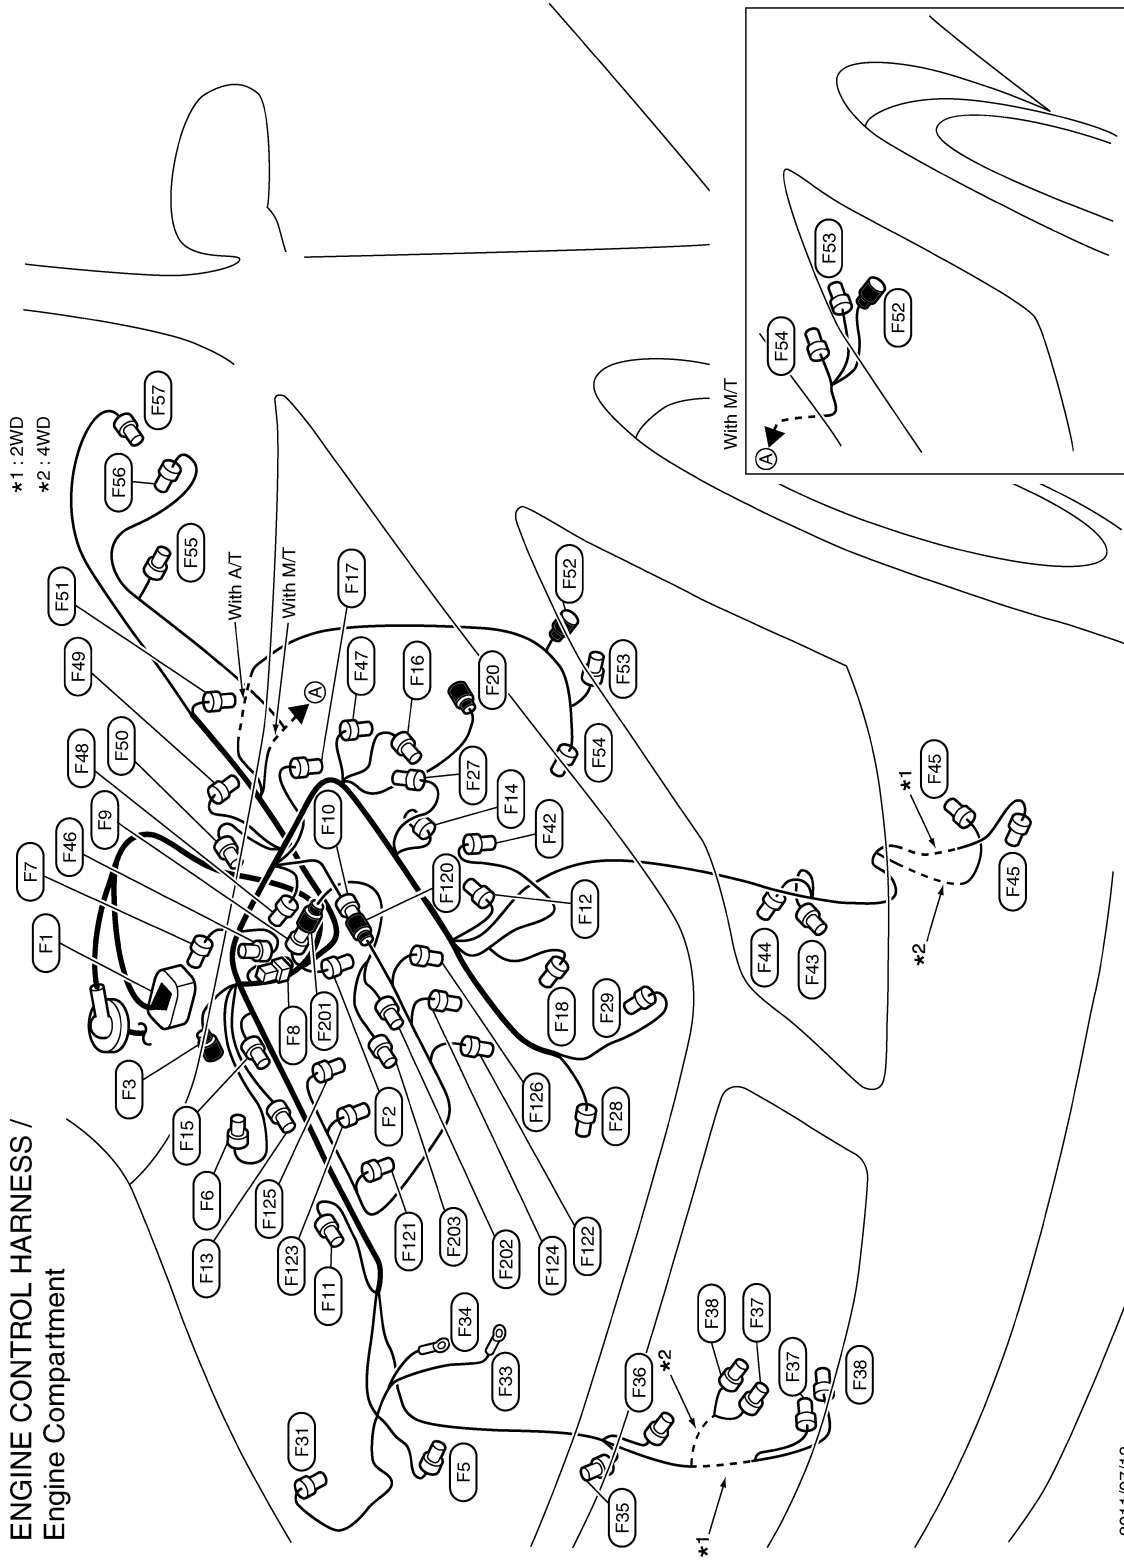 ENGINE CONTROL HARNESS /
Engine Compartment
*1 : 2WD
*2 : 4WD
F7
F1
F51
F46
F49
F48
F9
F56
F50
F3
F57
F15
F55
F13
F6
With A/T
F125
F123
F8
With M/T
F31
A
F201
F11
F10
F17
F47
F2
F121
F16
F120
F203
F5
F34
F27
F20
F33
F202
F14
F126
F42
F124
F18
F52
F122
F12
F54
F29
F28
F35
F53
F36
*2
*1
F38
With M/T
F37
F44
A
F54
F37
F43
F53
F38
F52
*1
*2
F45
F45